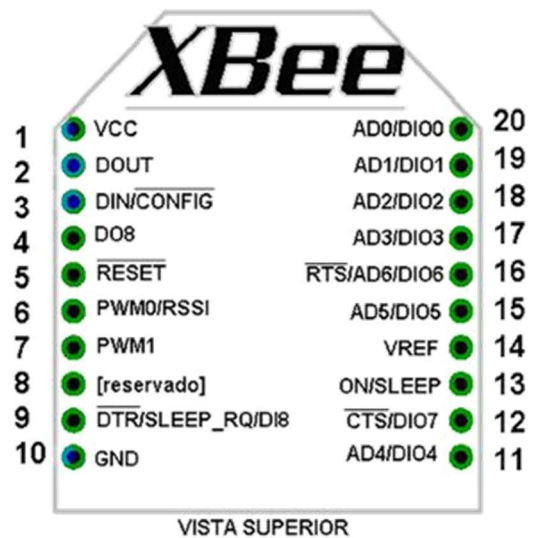 XBee
1 VCC AD0/DIO0 20
2 DOUT AD1/DIO1 19
3 DIN/CONFIG AD2/DIO2 18
4 DO8 AD3/DIO3 17
5 RESET RTS/AD6/DIO6 16
6 PWM0/RSSI AD5/DIO5 15
7 PWM1 VREF 14
8 [reservado] ON/SLEEP 13
9 DTR/SLEEP_RQ/DI8 CTS/DIO7 12
10 GND AD4/DIO4 11
VISTA SUPERIOR